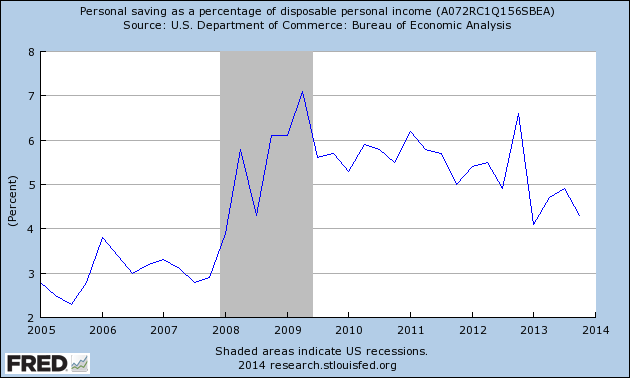 Personal saving as a percentage of disposable personal income (A072RC1Q156SBEA)
Source: U.S. Department of Commerce: Bureau of Economic Analysis
8
7
6
5
4
3
2
(Percent)
2005 2006 2007 2008 2009 2010 2011 2012 2013 2014
Shaded areas indicate US recessions.
2014 research.stlouisfed.org
FRED